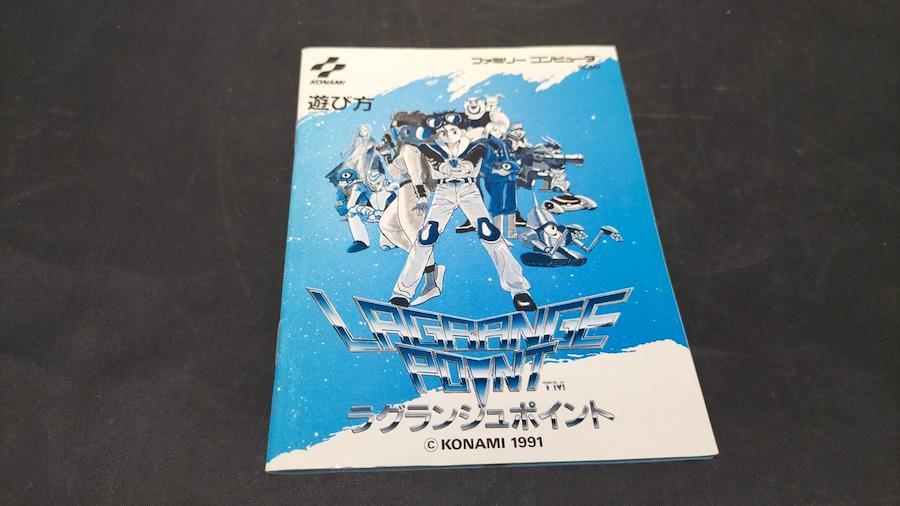 KONAMI
ファミリーコンピュータ
遊び方
LAGRANGE
POINT TM
ラグランジュポイント
© KONAMI 1991